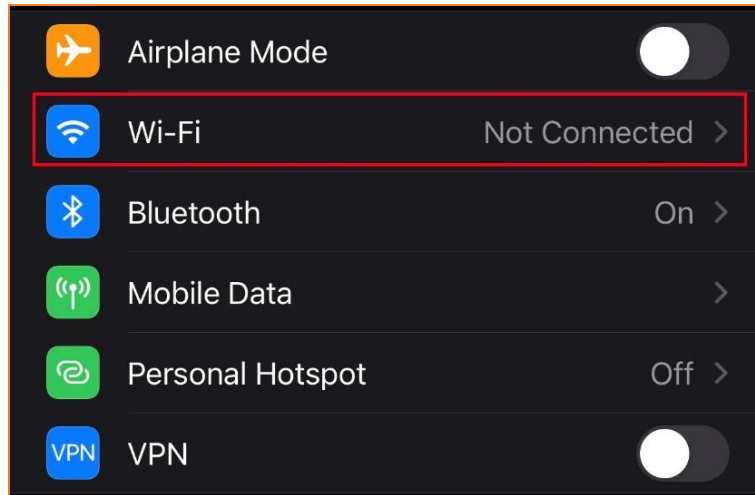 Airplane Mode
Wi-Fi Not Connected
Bluetooth On
Mobile Data
Personal Hotspot Off
VPN VPN